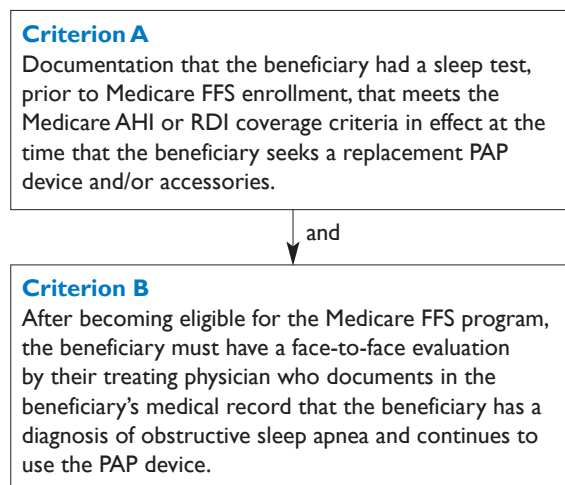 Criterion A
Documentation that the beneficiary had a sleep test,
prior to Medicare FFS enrollment, that meets the
Medicare AHI or RDI coverage criteria in effect at the
time that the beneficiary seeks a replacement PAP
device and/or accessories.
and
Criterion B
After becoming eligible for the Medicare FFS program,
the beneficiary must have a face-to-face evaluation
by their treating physician who documents in the
beneficiary’s medical record that the beneficiary has a
diagnosis of obstructive sleep apnea and continues to
use the PAP device.